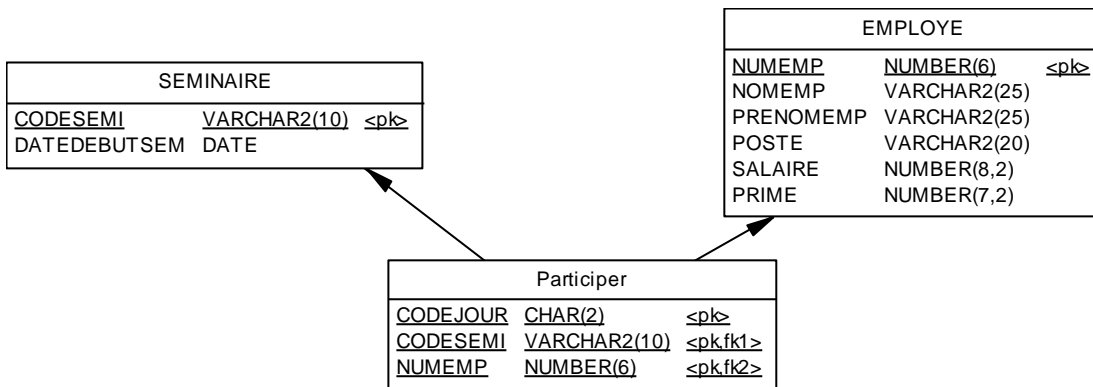 SEMINAIRE
CODESEMI VARCHAR2(10) <pk>
DATEDEBUTSEM DATE
EMPLOYE
NUMEMP NUMBER(6) <pk>
NOMEMP VARCHAR2(25)
PRENOMEMP VARCHAR2(25)
POSTE VARCHAR2(20)
SALAIRE NUMBER(8,2)
PRIME NUMBER(7,2)
Participer
CODEJOUR CHAR(2) <pk>
CODESEMI VARCHAR2(10) <pk,fk1>
NUMEMP NUMBER(6) <pk,fk2>